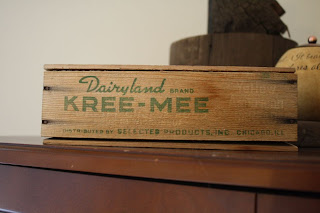 Dairyland BRAND
KREE-MEE
DISTRIBUTED BY SELECTED PRODUCTS, INC. CHICAGO, ILL.